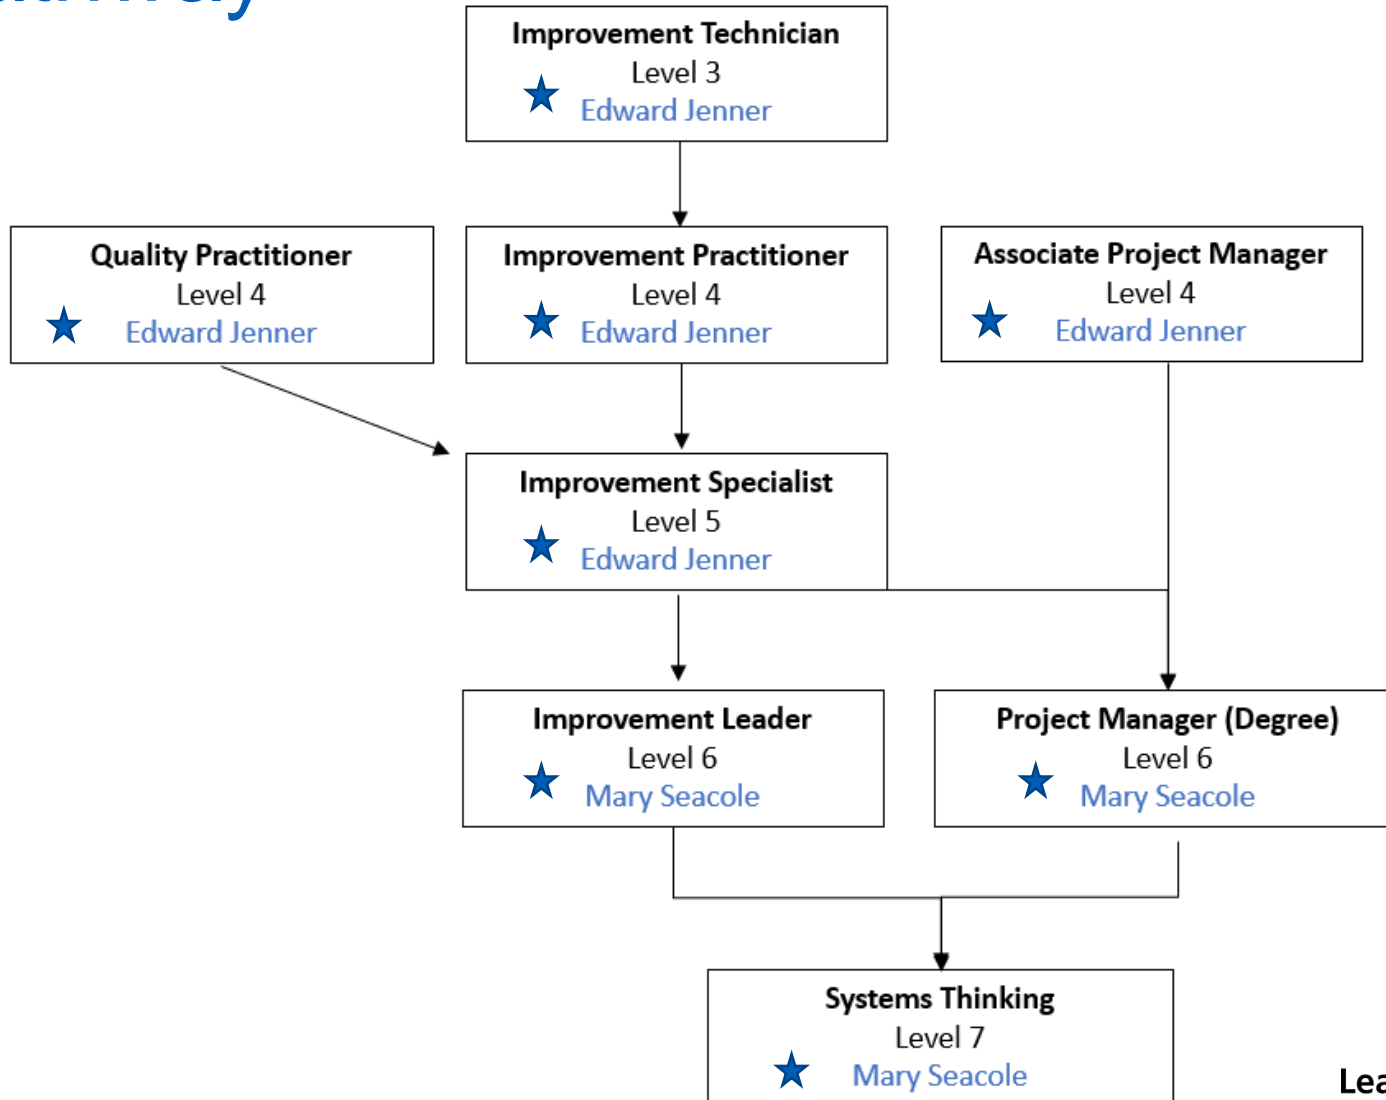 Improvement Technician
Level 3
Edward Jenner
Quality Practitioner
Level 4
Edward Jenner
Improvement Practitioner
Level 4
Edward Jenner
Associate Project Manager
Level 4
Edward Jenner
Improvement Specialist
Level 5
Edward Jenner
Improvement Leader
Level 6
Mary Seacole
Project Manager (Degree)
Level 6
Mary Seacole
Systems Thinking
Level 7
Mary Seacole
Lea